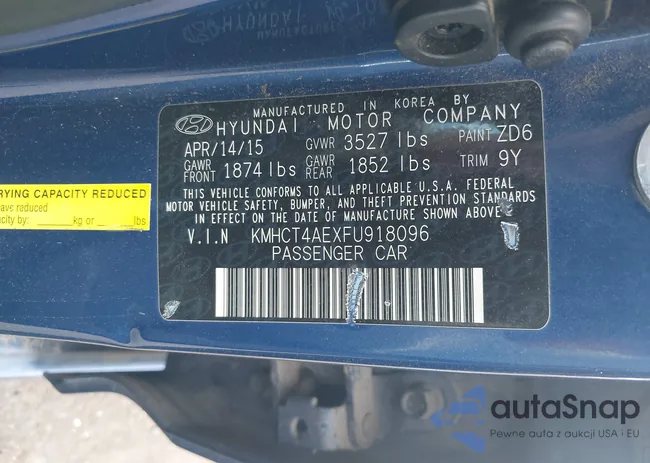 MANUFACTURED IN KOREA BY
HYUNDAI MOTOR COMPANY
APR/14/15 GVWR 3527 lbs PAINT ZD6
GAWR FRONT 1874 lbs GAWR REAR 1852 lbs TRIM 9Y
THIS VEHICLE CONFORMS TO ALL APPLICABLE U.S.A. FEDERAL
MOTOR VEHICLE SAFETY, BUMPER, AND THEFT PREVENTION STANDARDS
IN EFFECT ON THE DATE OF MANUFACTURE SHOWN ABOVE
V.I.N KMHCT4AEXFU918096
PASSENGER CAR
RYING CAPACITY REDUCED
ave reduced
pacity by: kg or lbs
autaSnap
Pewne auta z aukcji USA i EU